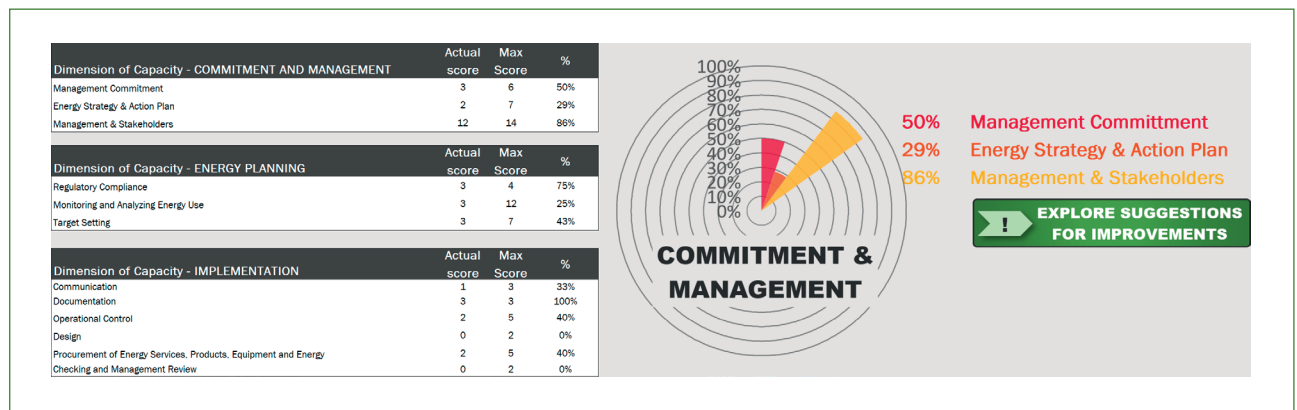 Dimension of Capacity - COMMITMENT AND MANAGEMENT Actual score Max Score %
Management Commitment 3 6 50%
Energy Strategy & Action Plan 2 7 29%
Management & Stakeholders 12 14 86%
Dimension of Capacity - ENERGY PLANNING Actual score Max Score %
Regulatory Compliance 3 4 75%
Monitoring and Analyzing Energy Use 3 12 25%
Target Setting 3 7 43%
Dimension of Capacity - IMPLEMENTATION Actual score Max Score %
Communication 1 3 33%
Documentation 3 3 100%
Operational Control 2 5 40%
Design 0 2 0%
Procurement of Energy Services, Products, Equipment and Energy 2 5 40%
Checking and Management Review 0 2 0%
100%
90%
80%
70%
60%
50%
40%
30%
20%
10%
0%
COMMITMENT &
MANAGEMENT
50% Management Committment
29% Energy Strategy & Action Plan
86% Management & Stakeholders
! EXPLORE SUGGESTIONS
FOR IMPROVEMENTS